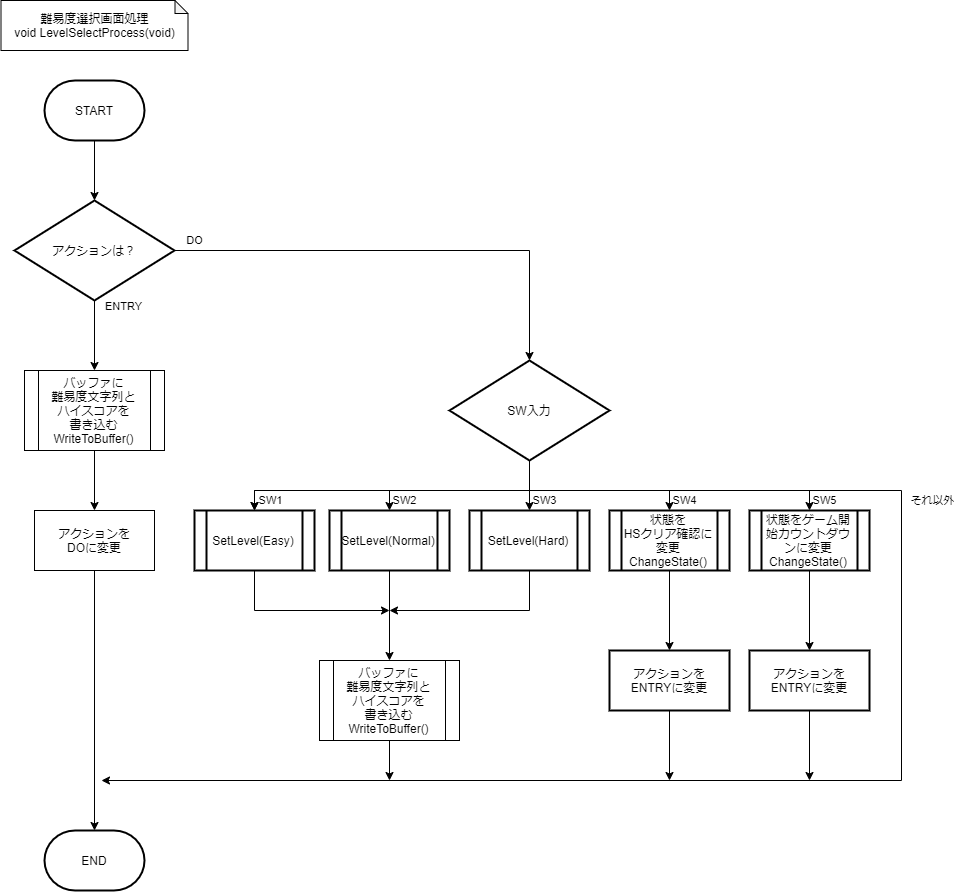 難易度選択画面処理
void LevelSelectProcess(void)
START
アクションは？
DO
ENTRY
バッファに
難易度文字列と
ハイスコアを
書き込む
WriteToBuffer()
SW入力
アクションを
DOに変更
SW1
SW2
SW3
SW4
SW5
それ以外
SetLevel(Easy)
SetLevel(Normal)
SetLevel(Hard)
状態を
HSクリア確認に
変更
ChangeState()
状態をゲーム開
始カウントダウ
ンに変更
ChangeState()
バッファに
難易度文字列と
ハイスコアを
書き込む
WriteToBuffer()
アクションを
ENTRYに変更
アクションを
ENTRYに変更
END